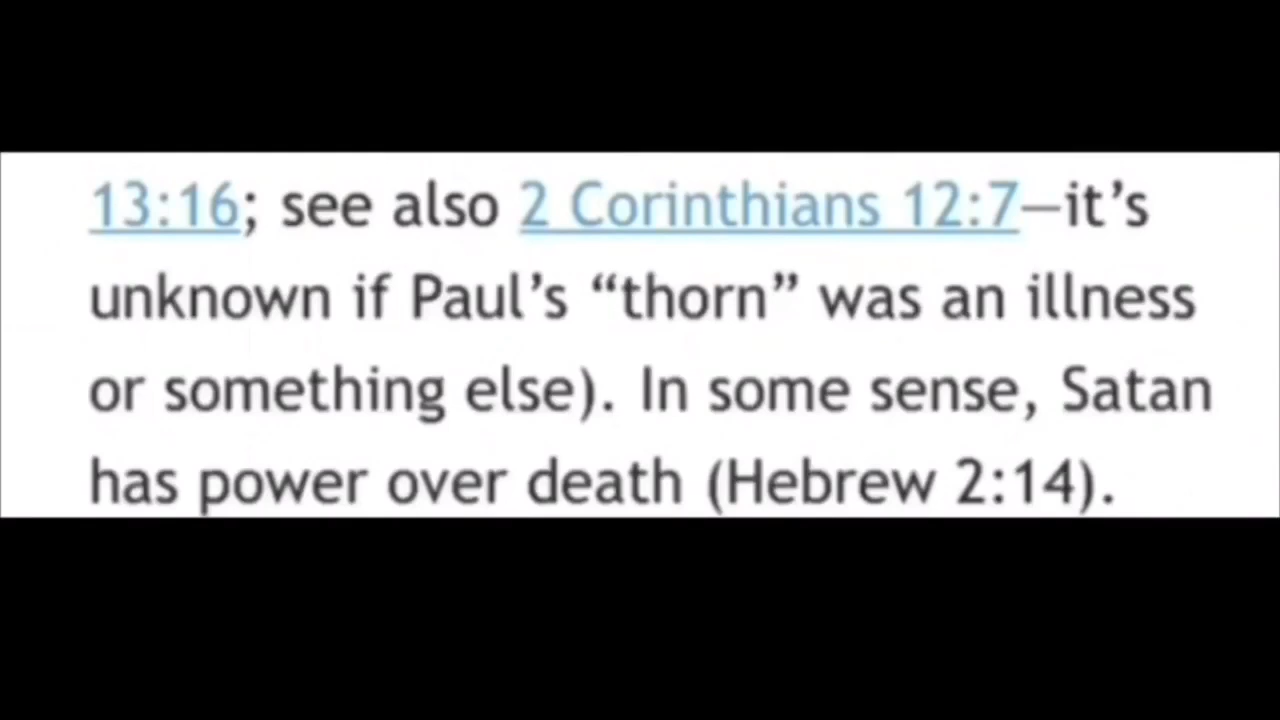 13:16; see also 2 Corinthians 12:7—it’s
unknown if Paul’s “thorn” was an illness
or something else). In some sense, Satan
has power over death (Hebrew 2:14).